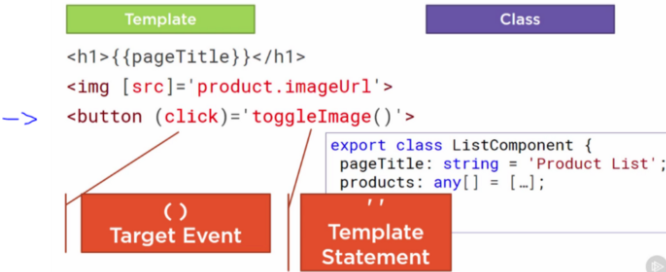 Template
Class
<h1>{{pageTitle}}</h1>
<img [src]='product.imageUrl'>
-> <button (click)='toggleImage()'>
export class ListComponent {
pageTitle: string = 'Product List';
products: any[] = […];
()
Target Event
' '
Template
Statement